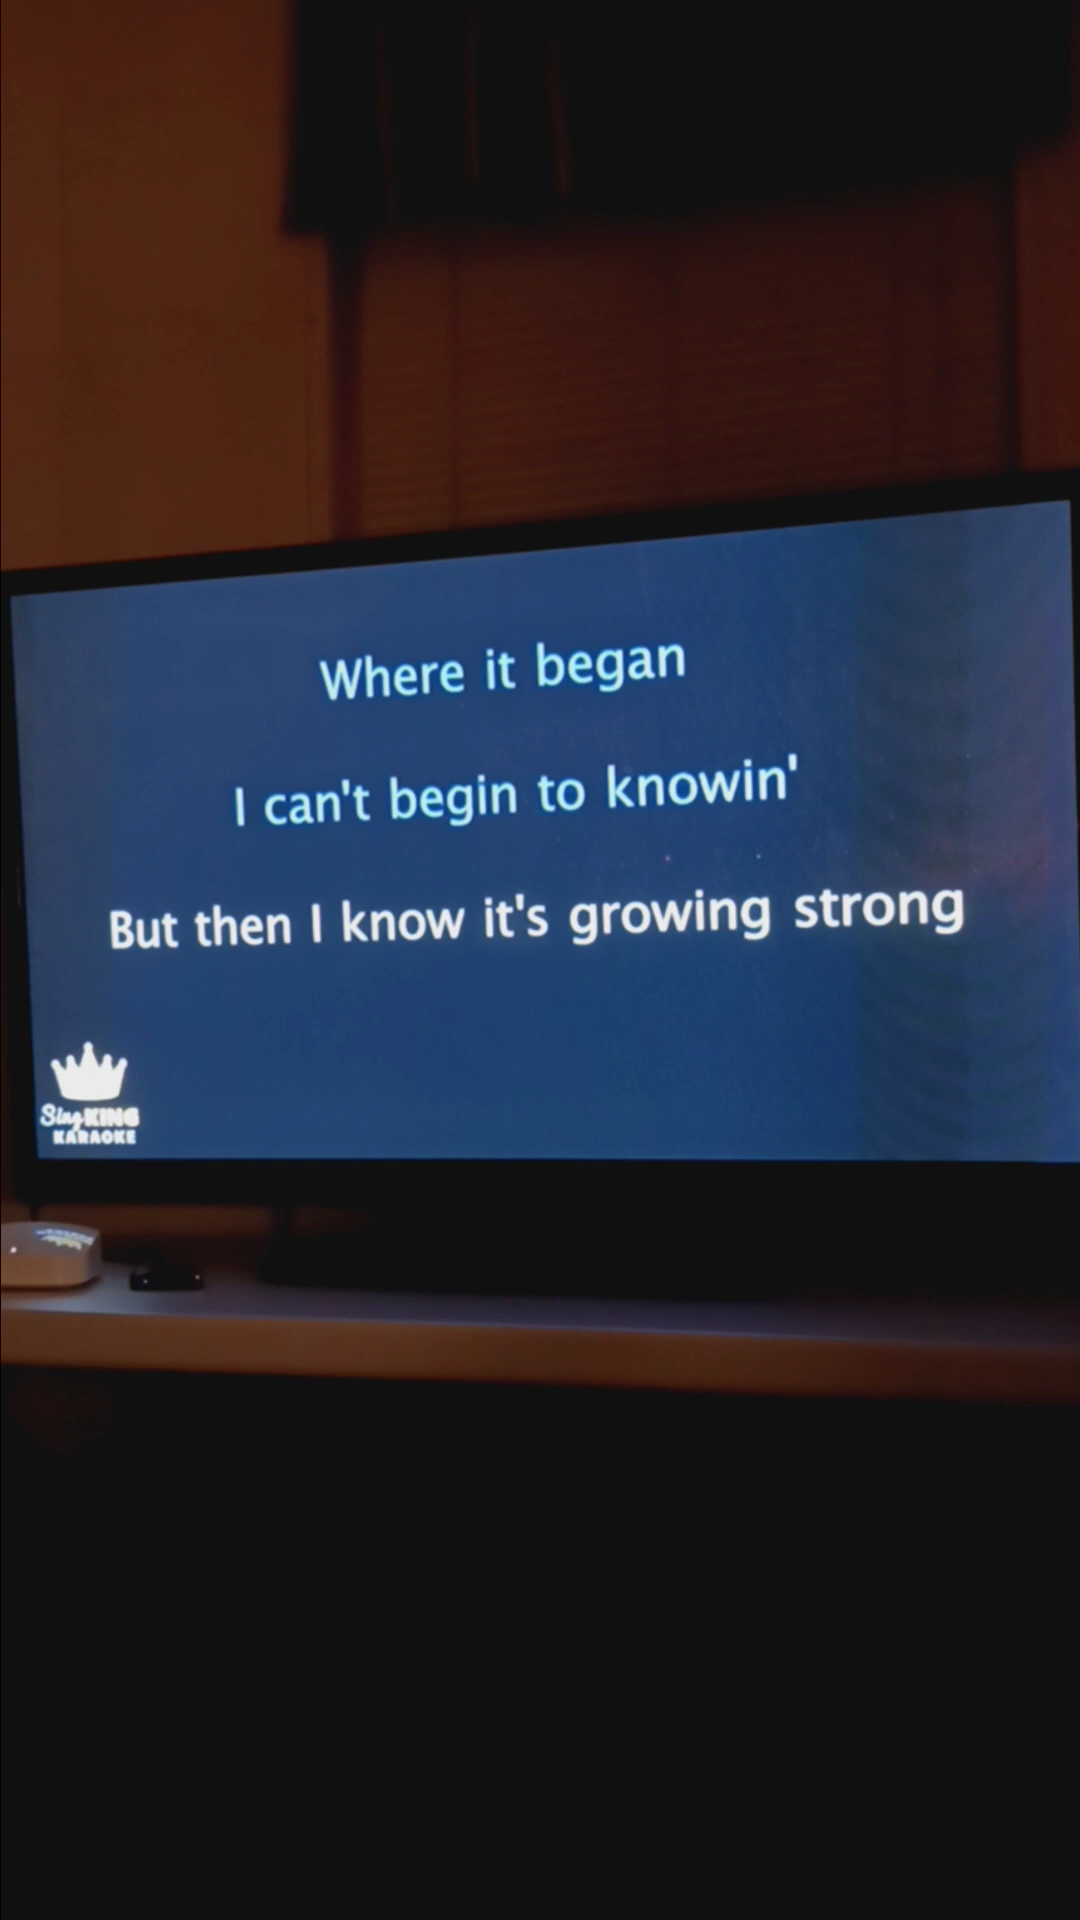 Where it began
I can't begin to knowin'
But then I know it's growing strong
Sing KING
KARAOKE